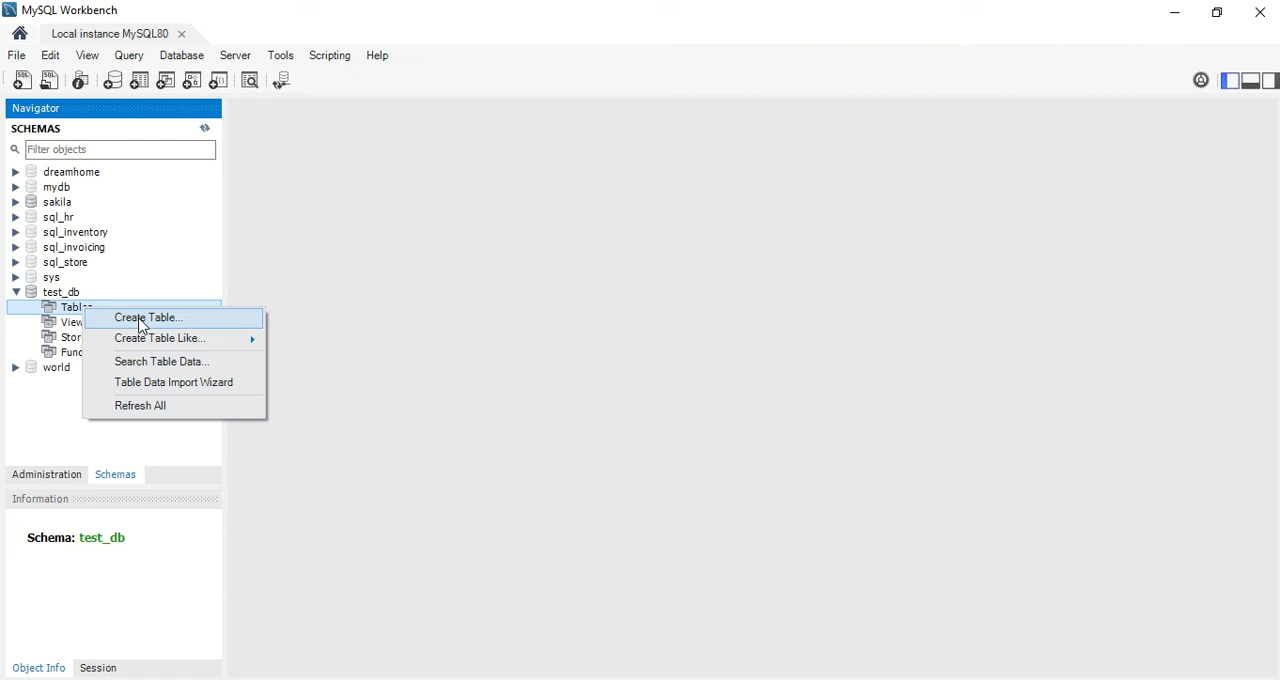 MySQL Workbench
Local instance MySQL80
File Edit View Query Database Server Tools Scripting Help
SQL SQL
Navigator
SCHEMAS
Filter objects
dreamhome
mydb
sakila
sql_hr
sql_inventory
sql_invoicing
sql_store
sys
test_db
Create Table...
Create Table Like...
Search Table Data...
Table Data Import Wizard
Refresh All
world
Administration Schemas
Information
Schema: test_db
Object Info Session